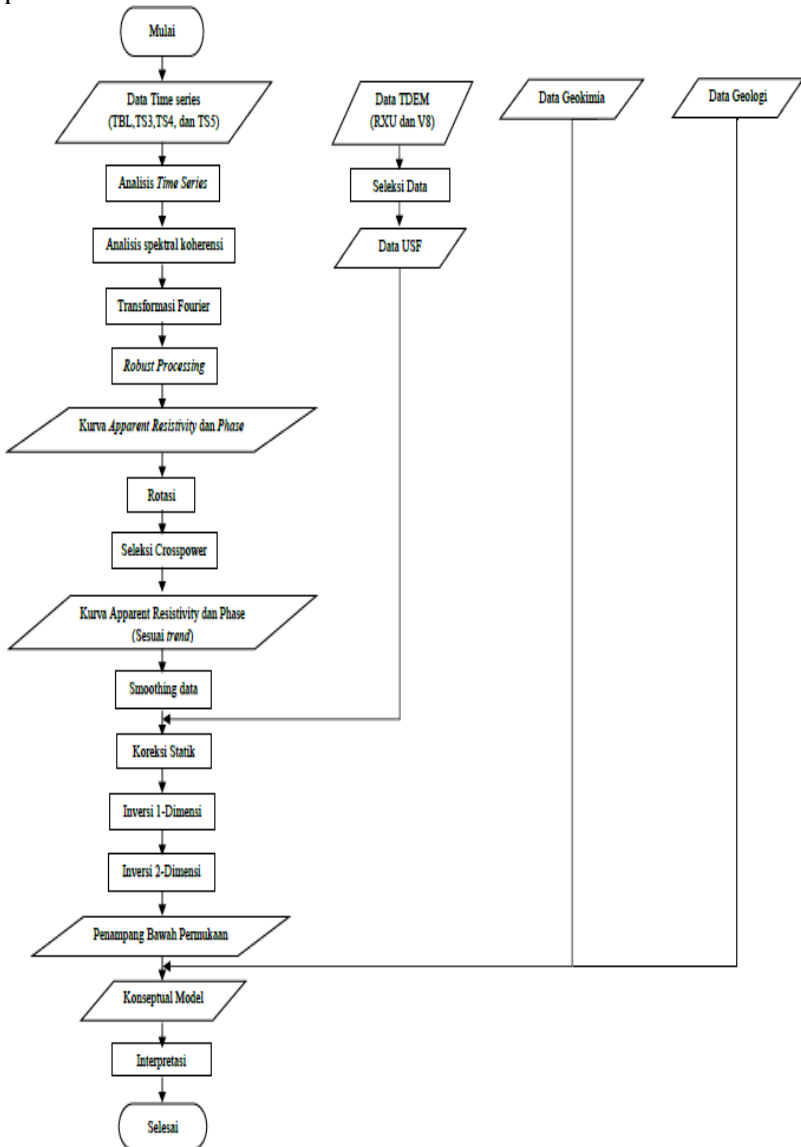 Mulai
Data Time series
(TBL,TS3,TS4, dan TS5)
Analisis Time Series
Analisis spektral koherensi
Transformasi Fourier
Robust Processing
Kurva Apparent Resistivity dan Phase
Rotasi
Seleksi Crosspower
Kurva Apparent Resistivity dan Phase
(Sesuai trend)
Smoothing data
Koreksi Statik
Inversi 1-Dimensi
Inversi 2-Dimensi
Penampang Bawah Permukaan
Konseptual Model
Interpretasi
Selesai
Data TDEM
(RXU dan V8)
Seleksi Data
Data USF
Data Geokimia
Data Geologi